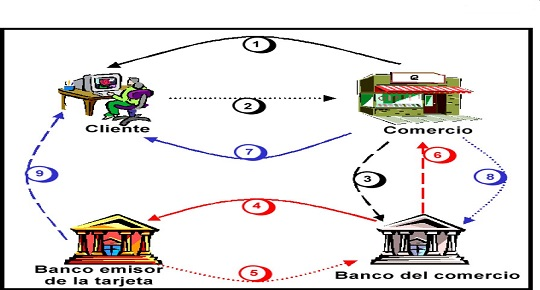 1
2
Cliente
Comercio
7
6
9
3
8
4
5
Banco emisor
de la tarjeta
Banco del comercio